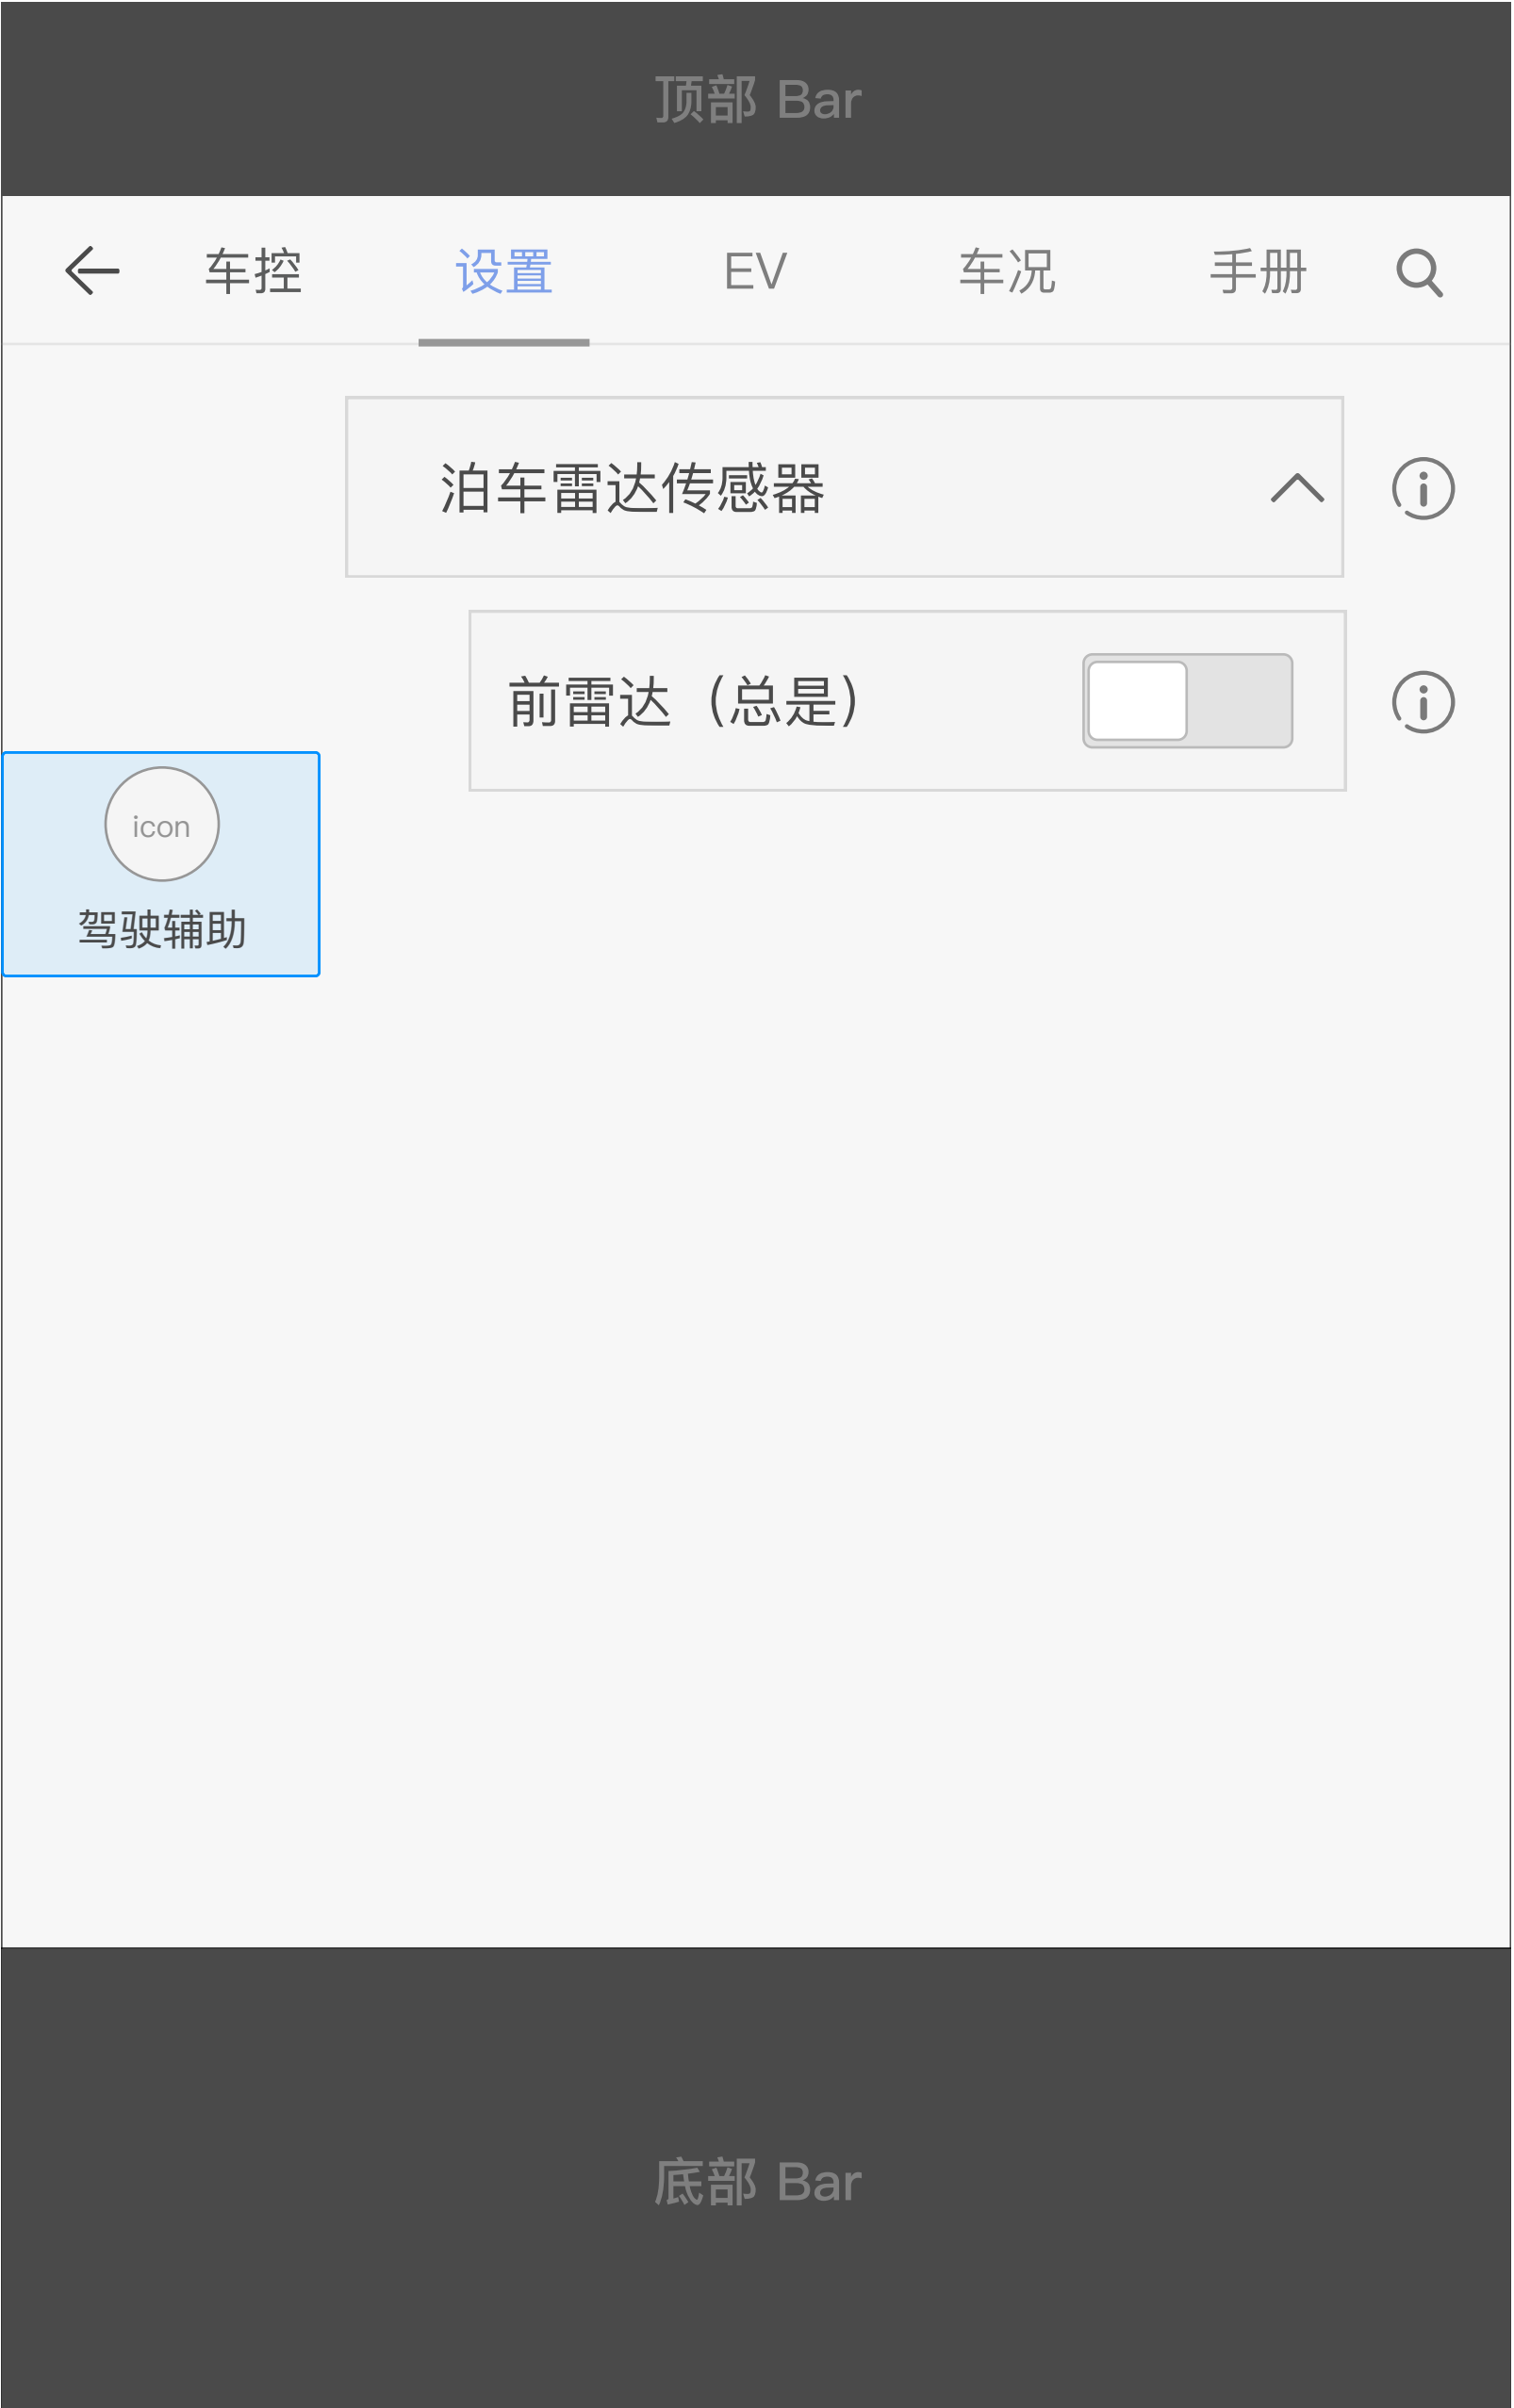 顶部 Bar
车控 设置 EV 车况 手册
泊车雷达传感器
前雷达（总是）
icon
驾驶辅助
底部 Bar